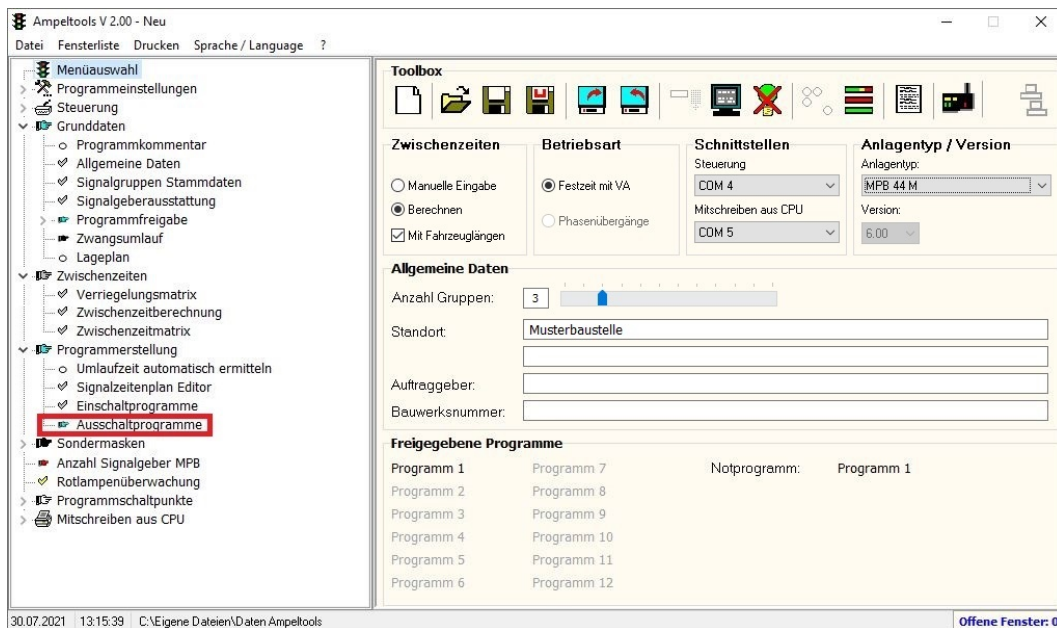 Ampeltools V 2.00 - Neu
Datei Fensterliste Drucken Sprache / Language ?
Menüauswahl
Programmeinstellungen
Steuerung
Grunddaten
Programmkommentar
Allgemeine Daten
Signalgruppen Stammdaten
Signalgeberausstattung
Programmfreigabe
Zwangsumlauf
Lageplan
Zwischenzeiten
Verriegelungsmatrix
Zwischenzeitberechnung
Zwischenzeitmatrix
Programmerstellung
Umlaufzeit automatisch ermitteln
Signalzeitenplan Editor
Einschaltprogramme
Ausschaltprogramme
Sondermasken
Anzahl Signalgeber MPB
Rotlampenüberwachung
Programmschaltpunkte
Mitschreiben aus CPU
Toolbox
Zwischenzeiten
Manuelle Eingabe
Berechnen
Mit Fahrzeuglängen
Betriebsart
Festzeit mit VA
Phasenübergänge
Schnittstellen
Steuerung
COM 4
Mitschreiben aus CPU
COM 5
Anlagentyp / Version
Anlagentyp:
MPB 44 M
Version:
6.00
Allgemeine Daten
Anzahl Gruppen: 3
Standort: Musterbaustelle
Auftraggeber:
Bauwerksnummer:
Freigegebene Programme
Programm 1 Programm 7 Notprogramm: Programm 1
Programm 2 Programm 8
Programm 3 Programm 9
Programm 4 Programm 10
Programm 5 Programm 11
Programm 6 Programm 12
30.07.2021 13:15:39 C:\Eigene Dateien\Daten Ampeltools Offene Fenster: 0